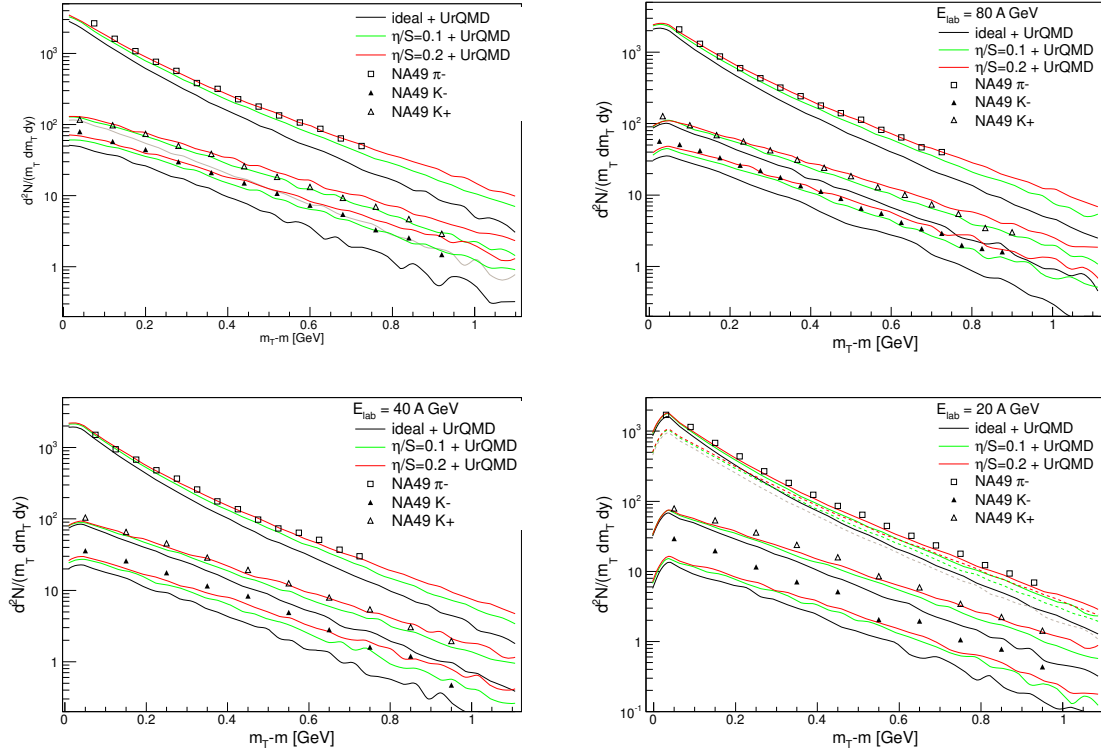 ideal + UrQMD
η/S=0.1 + UrQMD
η/S=0.2 + UrQMD
NA49 π-
NA49 K-
NA49 K+
d²N/(m_T dm_T dy)
10³
10²
10
1
0 0.2 0.4 0.6 0.8 1
m_T-m [GeV]
E_lab = 80 A GeV
ideal + UrQMD
η/S=0.1 + UrQMD
η/S=0.2 + UrQMD
NA49 π-
NA49 K-
NA49 K+
d²N/(m_T dm_T dy)
10³
10²
10
1
0 0.2 0.4 0.6 0.8 1
m_T-m [GeV]
E_lab = 40 A GeV
ideal + UrQMD
η/S=0.1 + UrQMD
η/S=0.2 + UrQMD
NA49 π-
NA49 K-
NA49 K+
d²N/(m_T dm_T dy)
10³
10²
10
1
0 0.2 0.4 0.6 0.8 1
m_T-m [GeV]
E_lab = 20 A GeV
ideal + UrQMD
η/S=0.1 + UrQMD
η/S=0.2 + UrQMD
NA49 π-
NA49 K-
NA49 K+
d²N/(m_T dm_T dy)
10³
10²
10
1
10⁻¹
0 0.2 0.4 0.6 0.8 1
m_T-m [GeV]